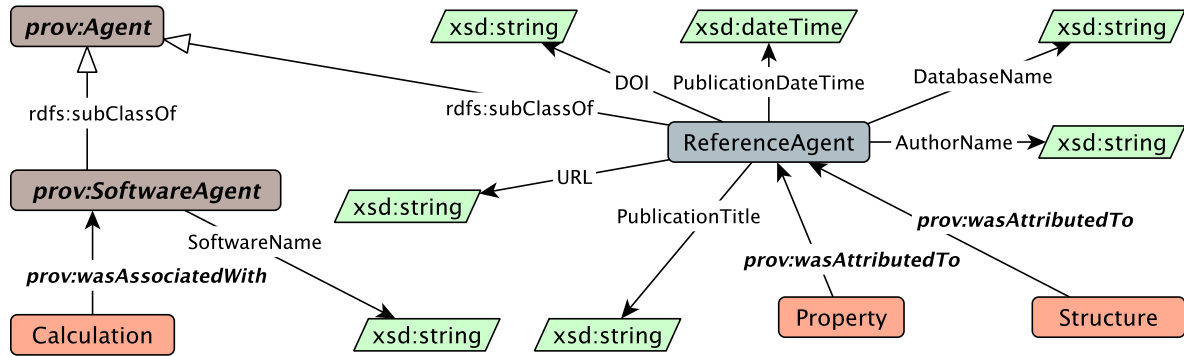 prov:Agent
xsd:string
xsd:dateTime
xsd:string
DOI
PublicationDateTime
DatabaseName
rdfs:subClassOf
rdfs:subClassOf
ReferenceAgent
AuthorName
xsd:string
prov:SoftwareAgent
URL
xsd:string
PublicationTitle
prov:wasAttributedTo
SoftwareName
prov:wasAttributedTo
prov:wasAssociatedWith
Calculation
xsd:string
xsd:string
Property
Structure